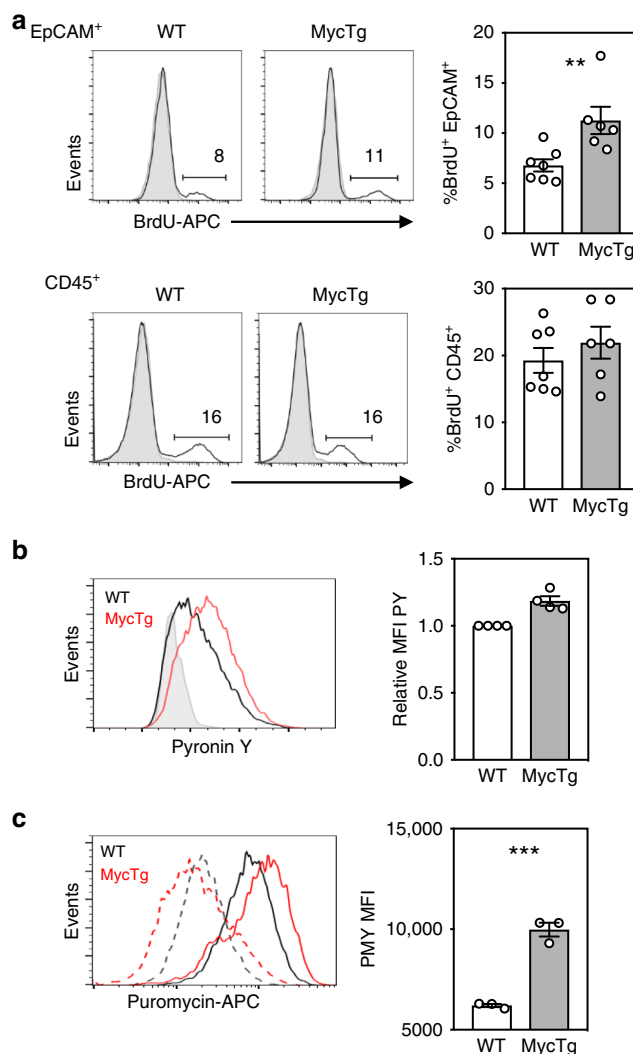 a
EpCAM⁺
WT
MycTg
Events
8
11
BrdU-APC
%BrdU⁺ EpCAM⁺
20
15
10
5
0
**
WT
MycTg
CD45⁺
WT
MycTg
Events
16
16
BrdU-APC
%BrdU⁺ CD45⁺
30
20
10
0
WT
MycTg
b
WT
MycTg
Events
Pyronin Y
Relative MFI PY
1.5
1.0
0.5
0.0
WT
MycTg
c
WT
MycTg
Events
Puromycin-APC
PMY MFI
15,000
10,000
5000
***
WT
MycTg